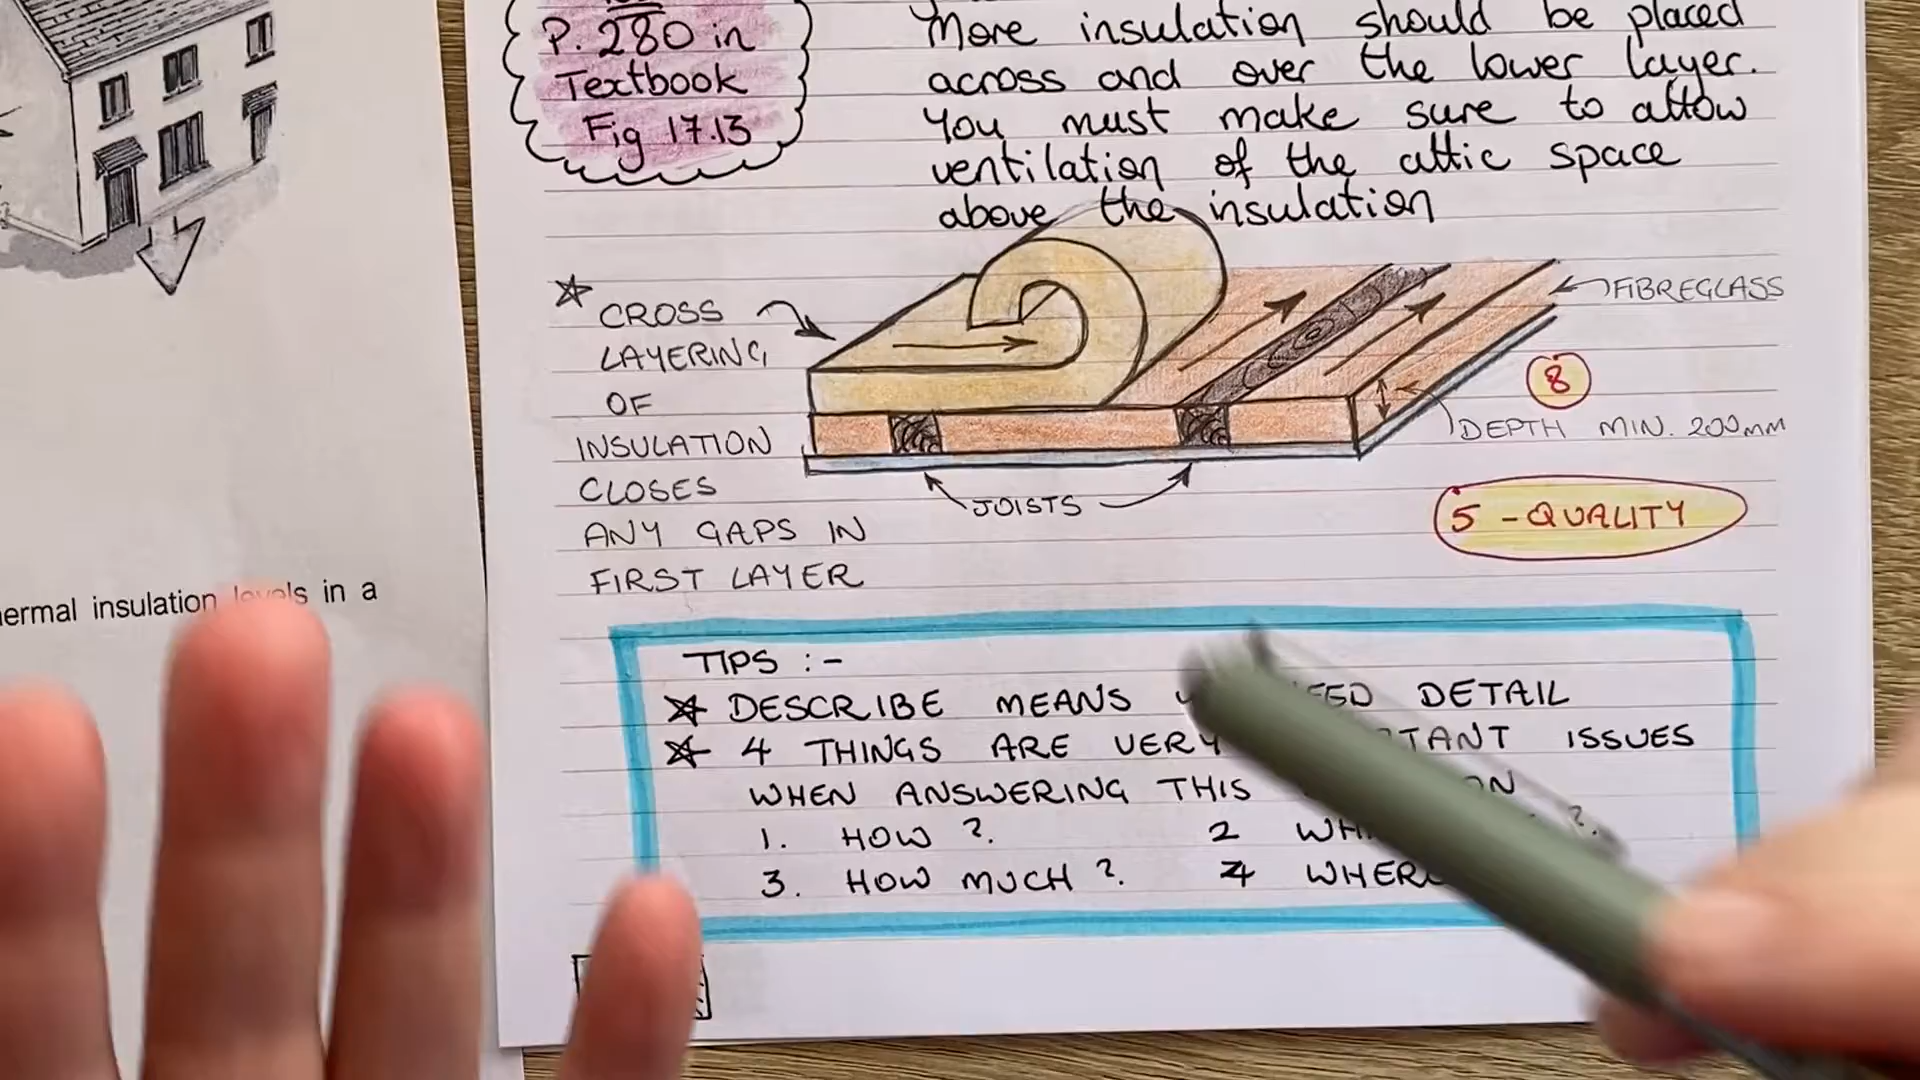 P. 280 in
Textbook
Fig 17.13
More insulation should be placed
across and over the lower layer.
You must make sure to allow
ventilation of the attic space
above the insulation
CROSS
LAYERING
OF
INSULATION
CLOSES
ANY GAPS IN
FIRST LAYER
FIBREGLASS
8
DEPTH MIN. 200mm
JOISTS
5 - QUALITY
insulation levels in a
TIPS :-
DESCRIBE MEANS DETAIL
4 THINGS ARE VERY ISSUES
WHEN ANSWERING THIS
1. HOW ?
2
3. HOW MUCH ?
4